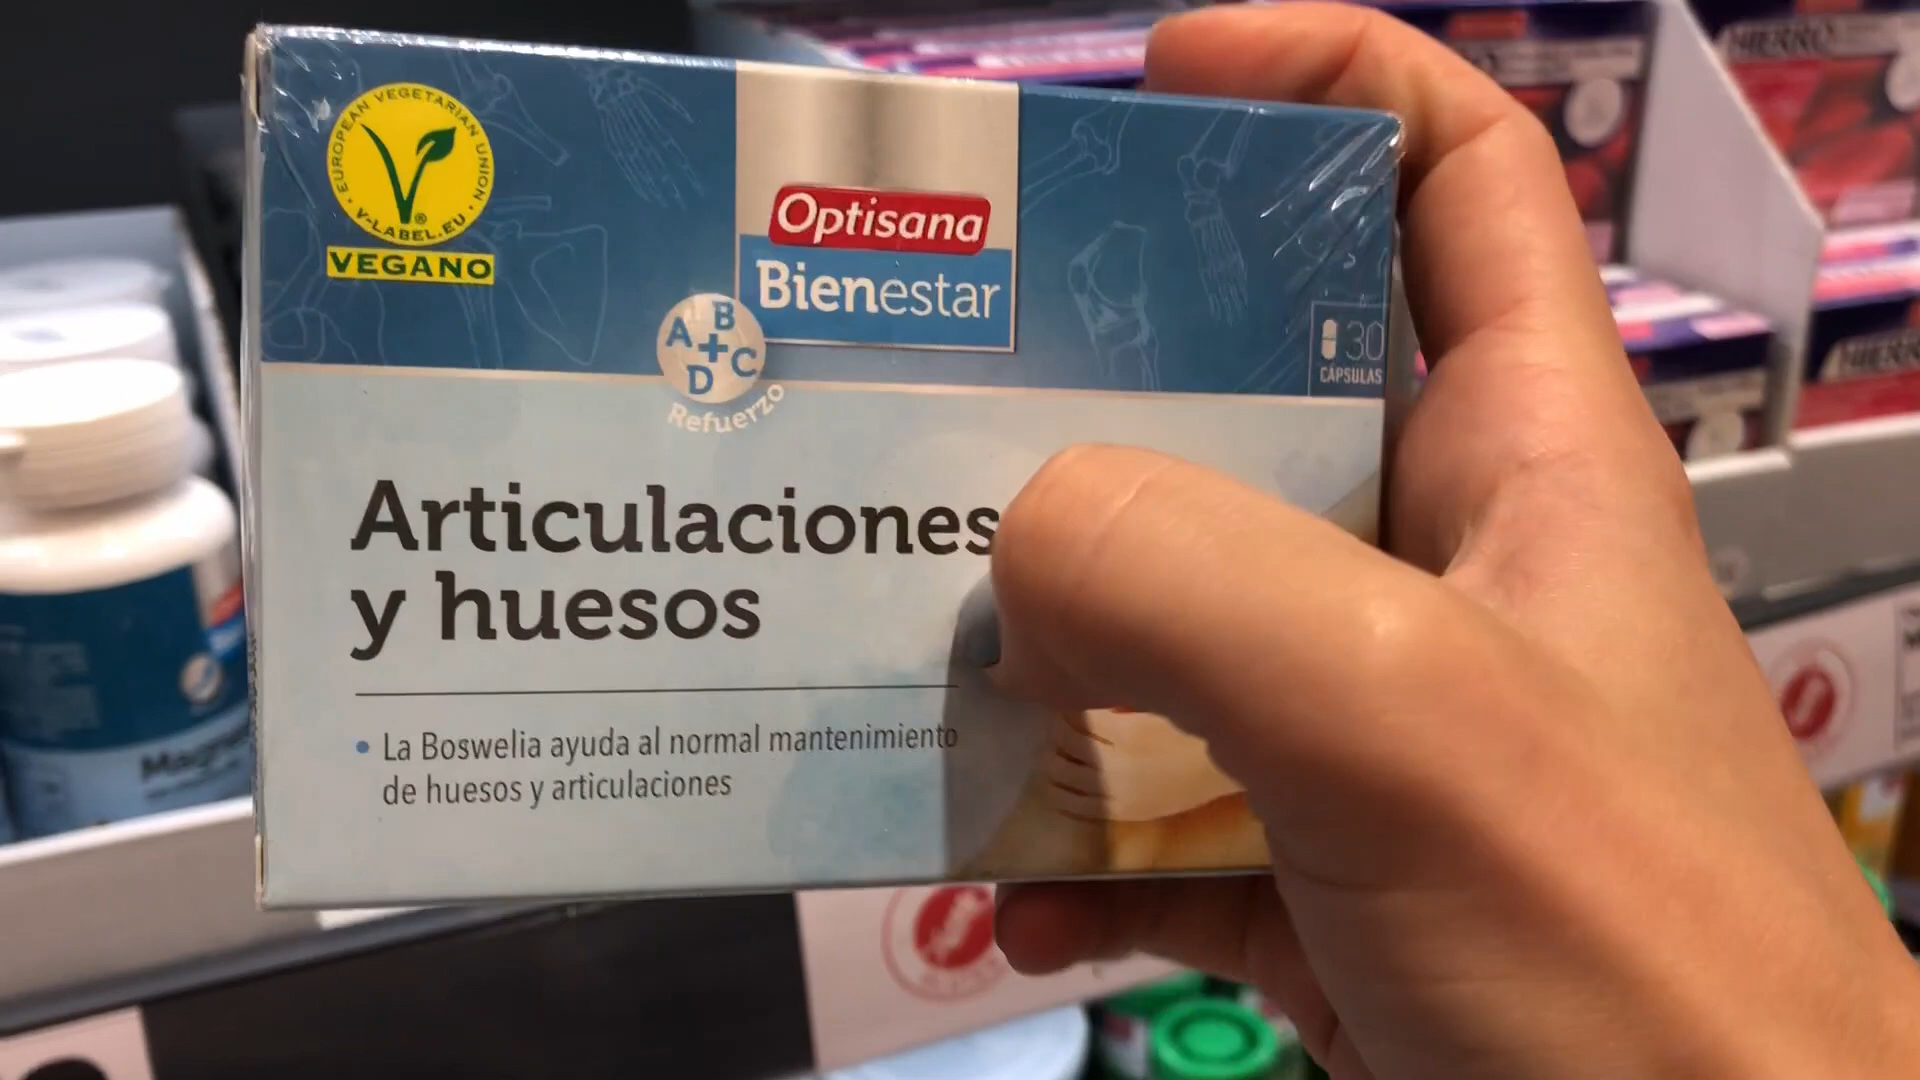 EUROPEAN VEGETARIAN UNION
V-LABEL.EU
VEGANO
Optisana
Bienestar
A B C D
Refuerzo
30
CÁPSULAS
Articulaciones
y huesos
• La Boswelia ayuda al normal mantenimiento
de huesos y articulaciones
HIERRO